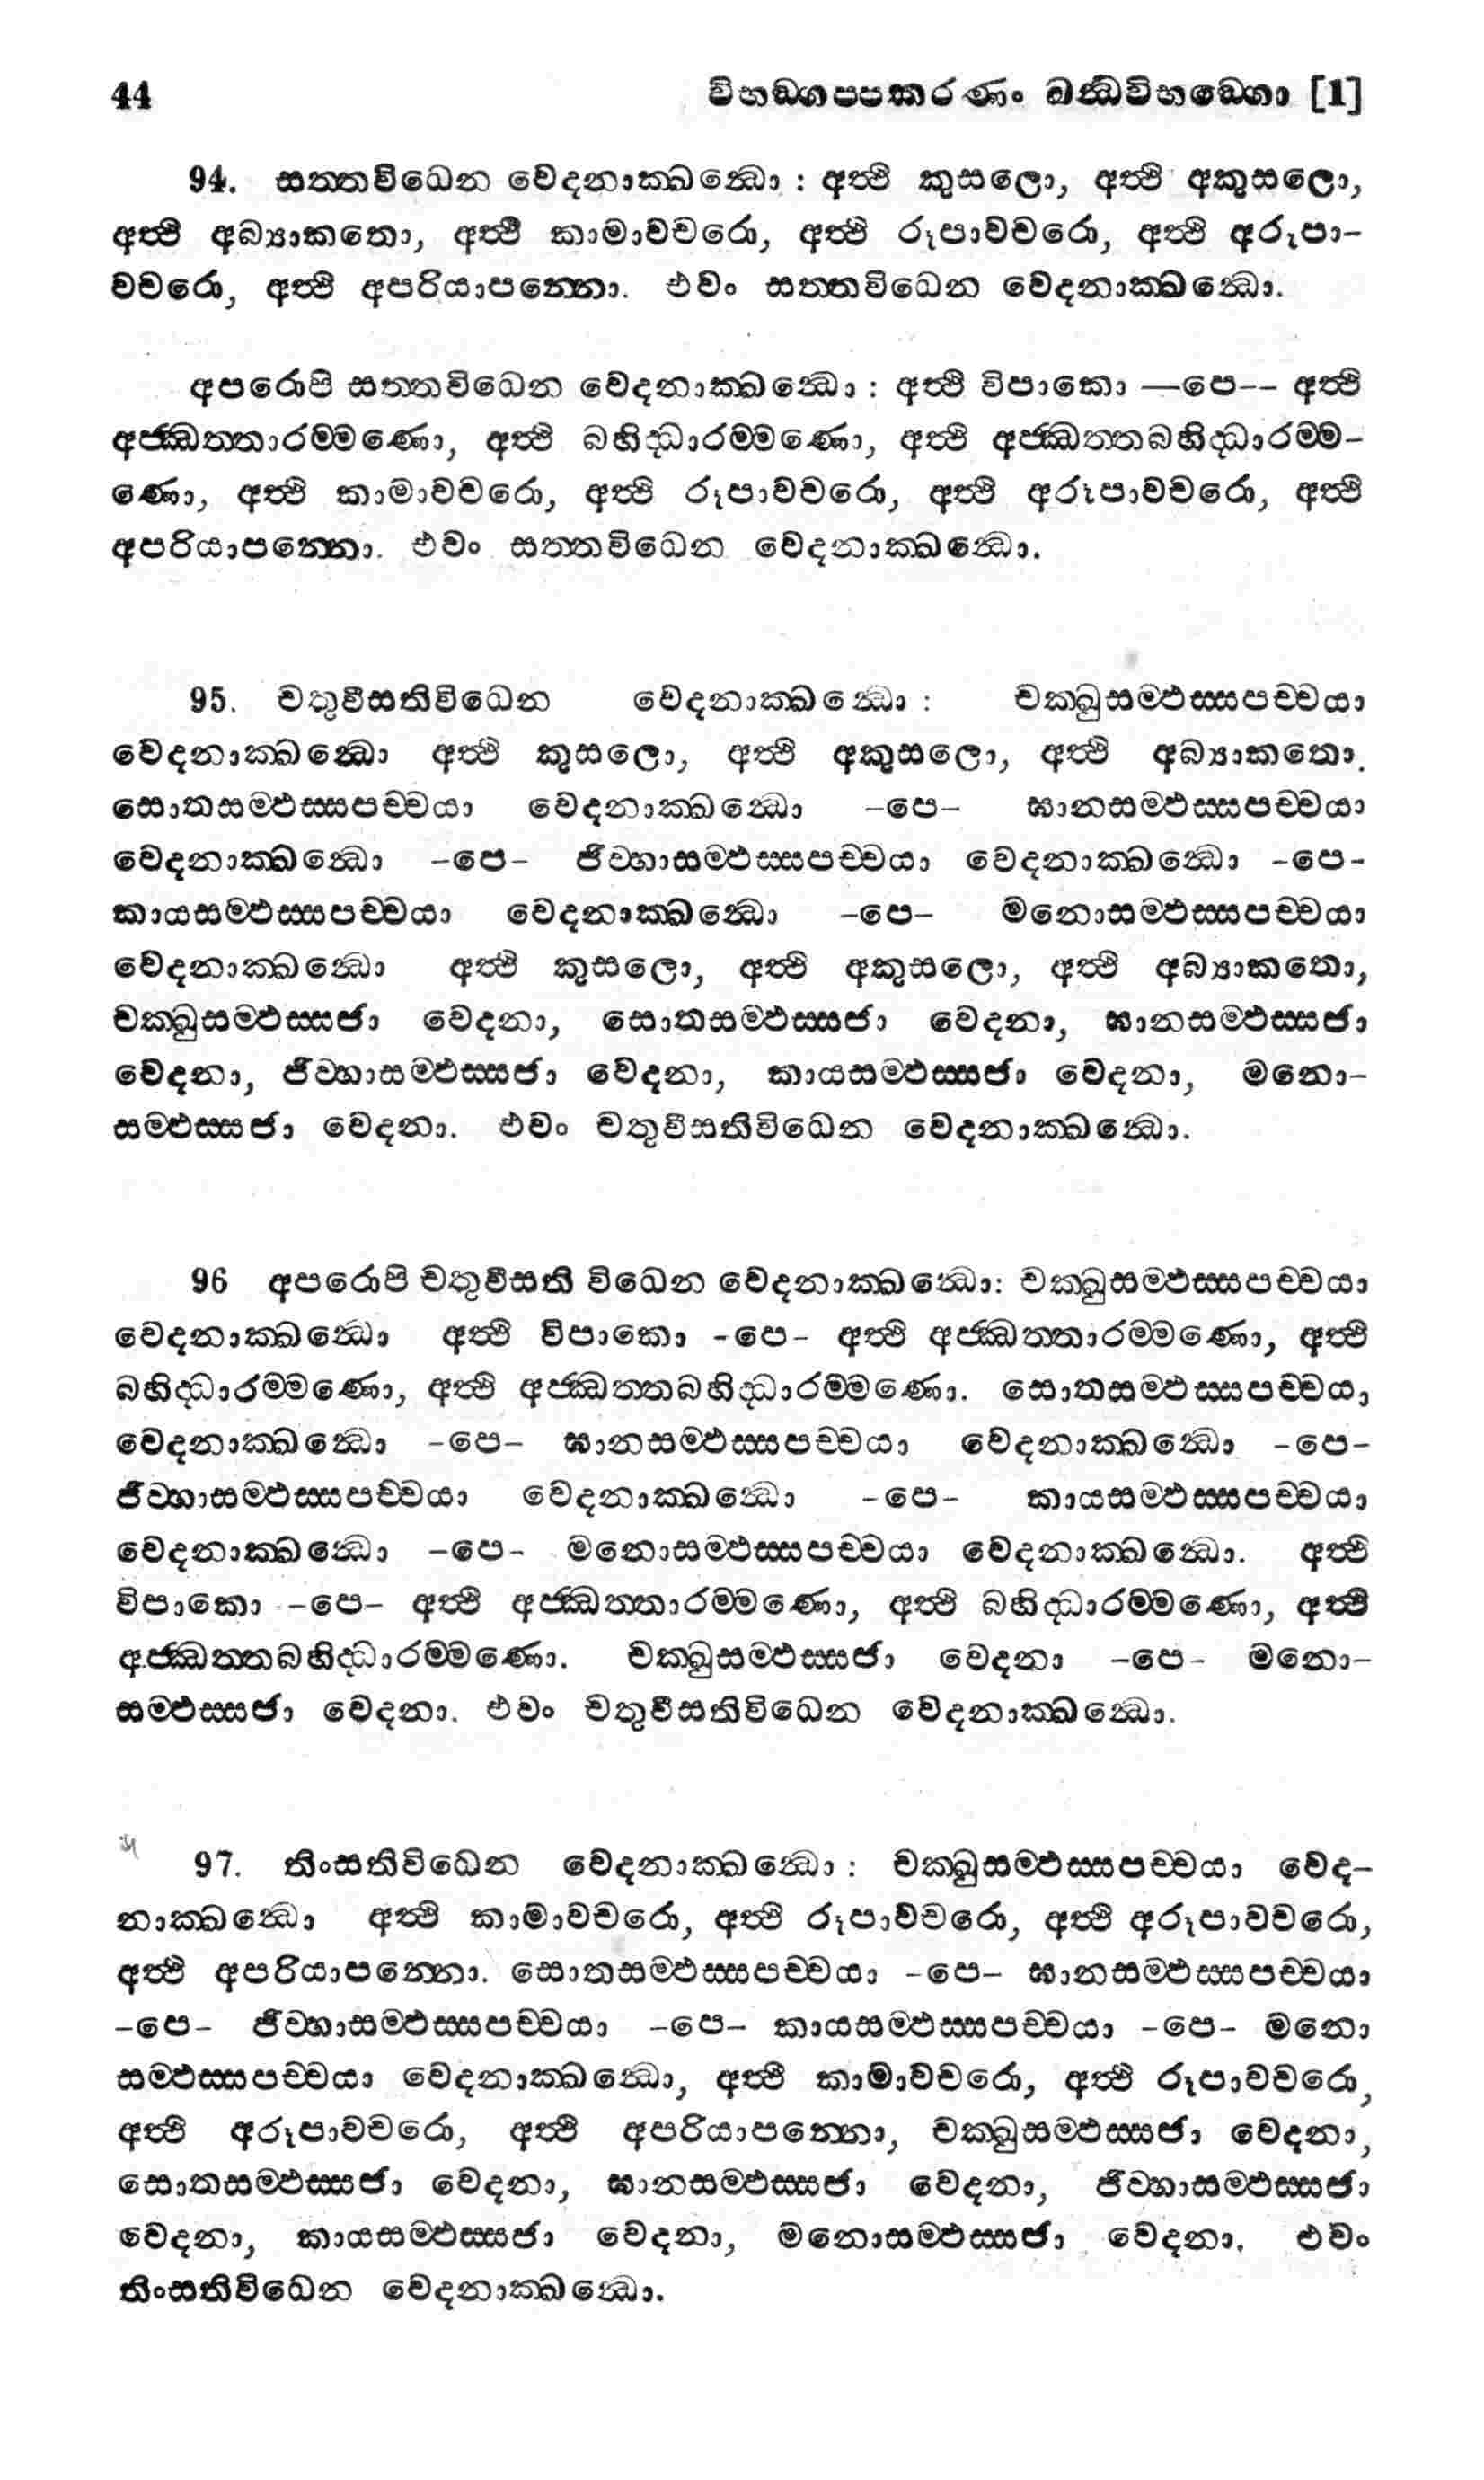 44 විභඞ්ගපපකරණං ඛන්ධවිභඞ්ගො [1]
94. සත්තවිධෙන වේදනාක්ඛන්ධො : අත්ථි කුසලො, අත්ථි අකුසලො,
අත්ථි අබ්‍යාකතො, අත්ථි කාමාවචරො, අත්ථි රූපාවචරො, අත්ථි අරූපා-
වචරො, අත්ථි අපරියාපන්නො. එවං සත්තවිධෙන වේදනාක්ඛන්ධො.
අපරොපි සත්තවිධෙන වේදනාක්ඛන්ධො : අත්ථි විපාකො —පෙ-- අත්ථි
අජ්ඣත්තාරම්මණො, අත්ථි බහිද්ධාරම්මණො, අත්ථි අජ්ඣත්තබහිද්ධාරම්ම-
ණො, අත්ථි කාමාවචරො, අත්ථි රූපාවචරො, අත්ථි අරූපාවචරො, අත්ථි
අපරියාපන්නො. එවං සත්තවිධෙන වේදනාක්ඛන්ධො.
95. චතුවීසතිවිධෙන වේදනාක්ඛන්ධො : චක්ඛුසම්ඵස්සපච්චයා
වේදනාක්ඛන්ධො අත්ථි කුසලො, අත්ථි අකුසලො, අත්ථි අබ්‍යාකතො.
සොතසම්ඵස්සපච්චයා වේදනාක්ඛන්ධො -පෙ- ඝානසම්ඵස්සපච්චයා
වේදනාක්ඛන්ධො -පෙ- ජිව්හාසම්ඵස්සපච්චයා වේදනාක්ඛන්ධො -පෙ-
කායසම්ඵස්සපච්චයා වේදනාක්ඛන්ධො -පෙ- මනොසම්ඵස්සපච්චයා
වේදනාක්ඛන්ධො අත්ථි කුසලො, අත්ථි අකුසලො, අත්ථි අබ්‍යාකතො,
චක්ඛුසම්ඵස්සජා වේදනා, සොතසම්ඵස්සජා වේදනා, ඝානසම්ඵස්සජා
වේදනා, ජිව්හාසම්ඵස්සජා වේදනා, කායසම්ඵස්සජා වේදනා, මනො-
සම්ඵස්සජා වේදනා. එවං චතුවීසතිවිධෙන වේදනාක්ඛන්ධො.
96 අපරොපි චතුවීසති විධෙන වේදනාක්ඛන්ධො: චක්ඛුසම්ඵස්සපච්චයා
වේදනාක්ඛන්ධො අත්ථි විපාකො -පෙ- අත්ථි අජ්ඣත්තාරම්මණො, අත්ථි
බහිද්ධාරම්මණො, අත්ථි අජ්ඣත්තබහිද්ධාරම්මණො. සොතසම්ඵස්සපච්චයා
වේදනාක්ඛන්ධො -පෙ- ඝානසම්ඵස්සපච්චයා වේදනාක්ඛන්ධො -පෙ-
ජිව්හාසම්ඵස්සපච්චයා වේදනාක්ඛන්ධො -පෙ- කායසම්ඵස්සපච්චයා
වේදනාක්ඛන්ධො -පෙ- මනොසම්ඵස්සපච්චයා වේදනාක්ඛන්ධො. අත්ථි
විපාකො -පෙ- අත්ථි අජ්ඣත්තාරම්මණො, අත්ථි බහිද්ධාරම්මණො, අත්ථි
අජ්ඣත්තබහිද්ධාරම්මණො. චක්ඛුසම්ඵස්සජා වේදනා -පෙ- මනො-
සම්ඵස්සජා වේදනා. එවං චතුවීසතිවිධෙන වේදනාක්ඛන්ධො.
97. තිංසතිවිධෙන වේදනාක්ඛන්ධො : චක්ඛුසම්ඵස්සපච්චයා වේද-
නාක්ඛන්ධො අත්ථි කාමාවචරො, අත්ථි රූපාවචරො, අත්ථි අරූපාවචරො,
අත්ථි අපරියාපන්නො. සොතසම්ඵස්සපච්චයා -පෙ- ඝානසම්ඵස්සපච්චයා
-පෙ- ජිව්හාසම්ඵස්සපච්චයා -පෙ- කායසම්ඵස්සපච්චයා -පෙ- මනො
සම්ඵස්සපච්චයා වේදනාක්ඛන්ධො, අත්ථි කාමාවචරො, අත්ථි රූපාවචරො,
අත්ථි අරූපාවචරො, අත්ථි අපරියාපන්නො, චක්ඛුසම්ඵස්සජා වේදනා,
සොතසම්ඵස්සජා වේදනා, ඝානසම්ඵස්සජා වේදනා, ජිව්හාසම්ඵස්සජා
වේදනා, කායසම්ඵස්සජා වේදනා, මනොසම්ඵස්සජා වේදනා. එවං
තිංසතිවිධෙන වේදනාක්ඛන්ධො.